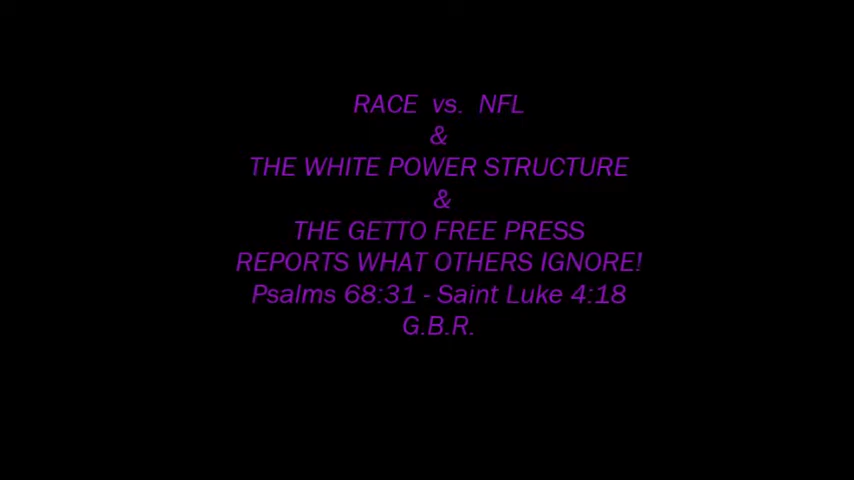 RACE vs. NFL
&
THE WHITE POWER STRUCTURE
&
THE GETTO FREE PRESS
REPORTS WHAT OTHERS IGNORE!
Psalms 68:31 - Saint Luke 4:18
G.B.R.